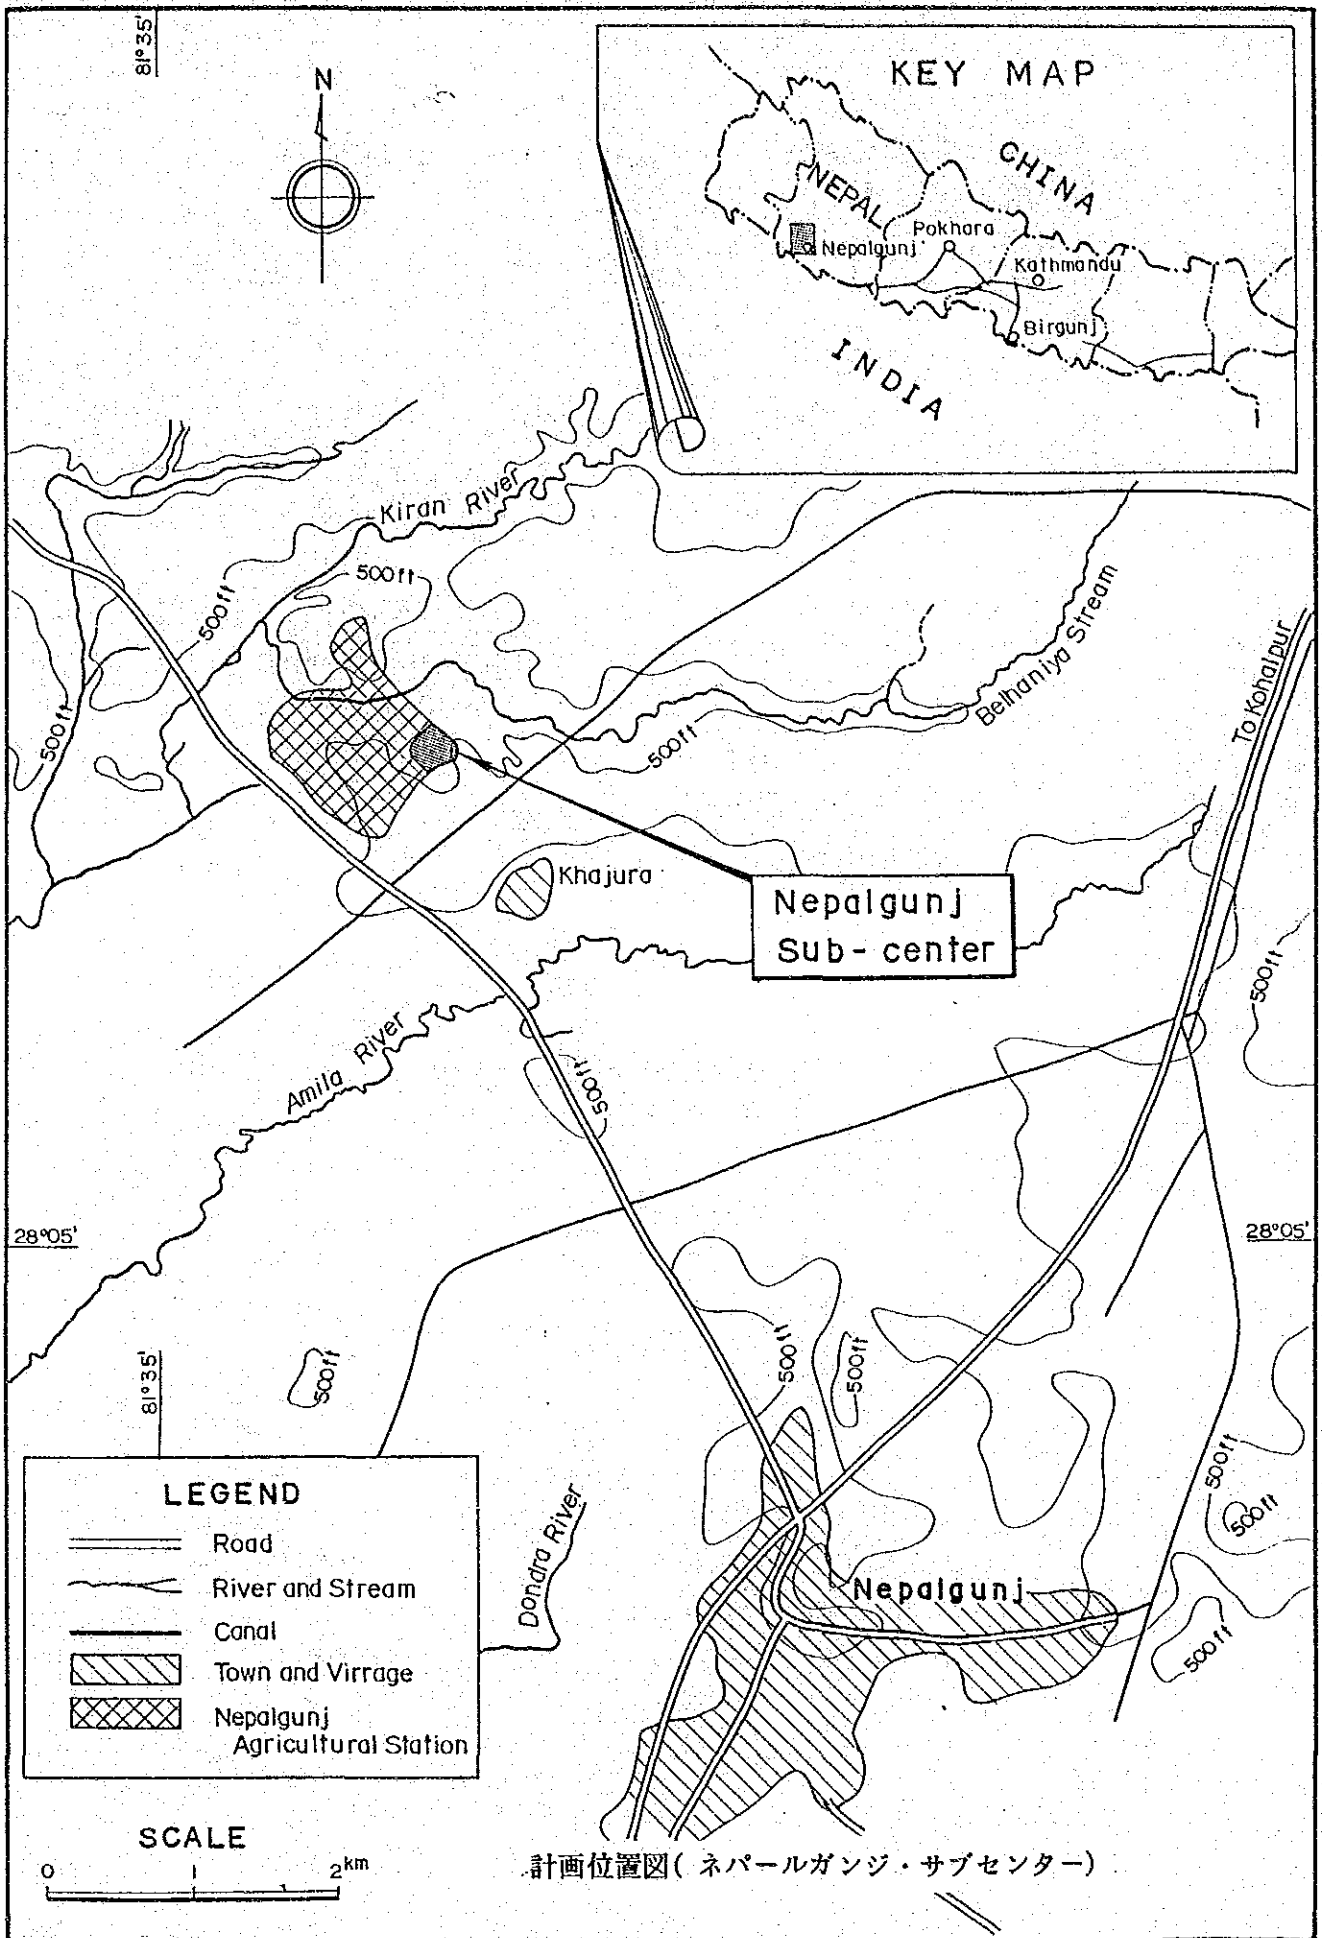 81°35'
N
KEY MAP
CHINA
NEPAL
Pokhara
Nepalgunj
Kathmandu
Birgunj
INDIA
Kiran River
500ft
500ft
Belhaniya Stream
To Kohalpur
500ft
500ft
Khajura
Nepalgunj
Sub-center
500ft
Amila River
500ft
28°05'
28°05'
81°35'
500ft
500ft
500ft
500ft
500ft
500ft
LEGEND
Road
River and Stream
Canal
Town and Virrage
Nepalgunj
Agricultural Station
Dondra River
Nepalgunj
SCALE
0 1 2km
計画位置図(ネパールガンジ・サブセンター)